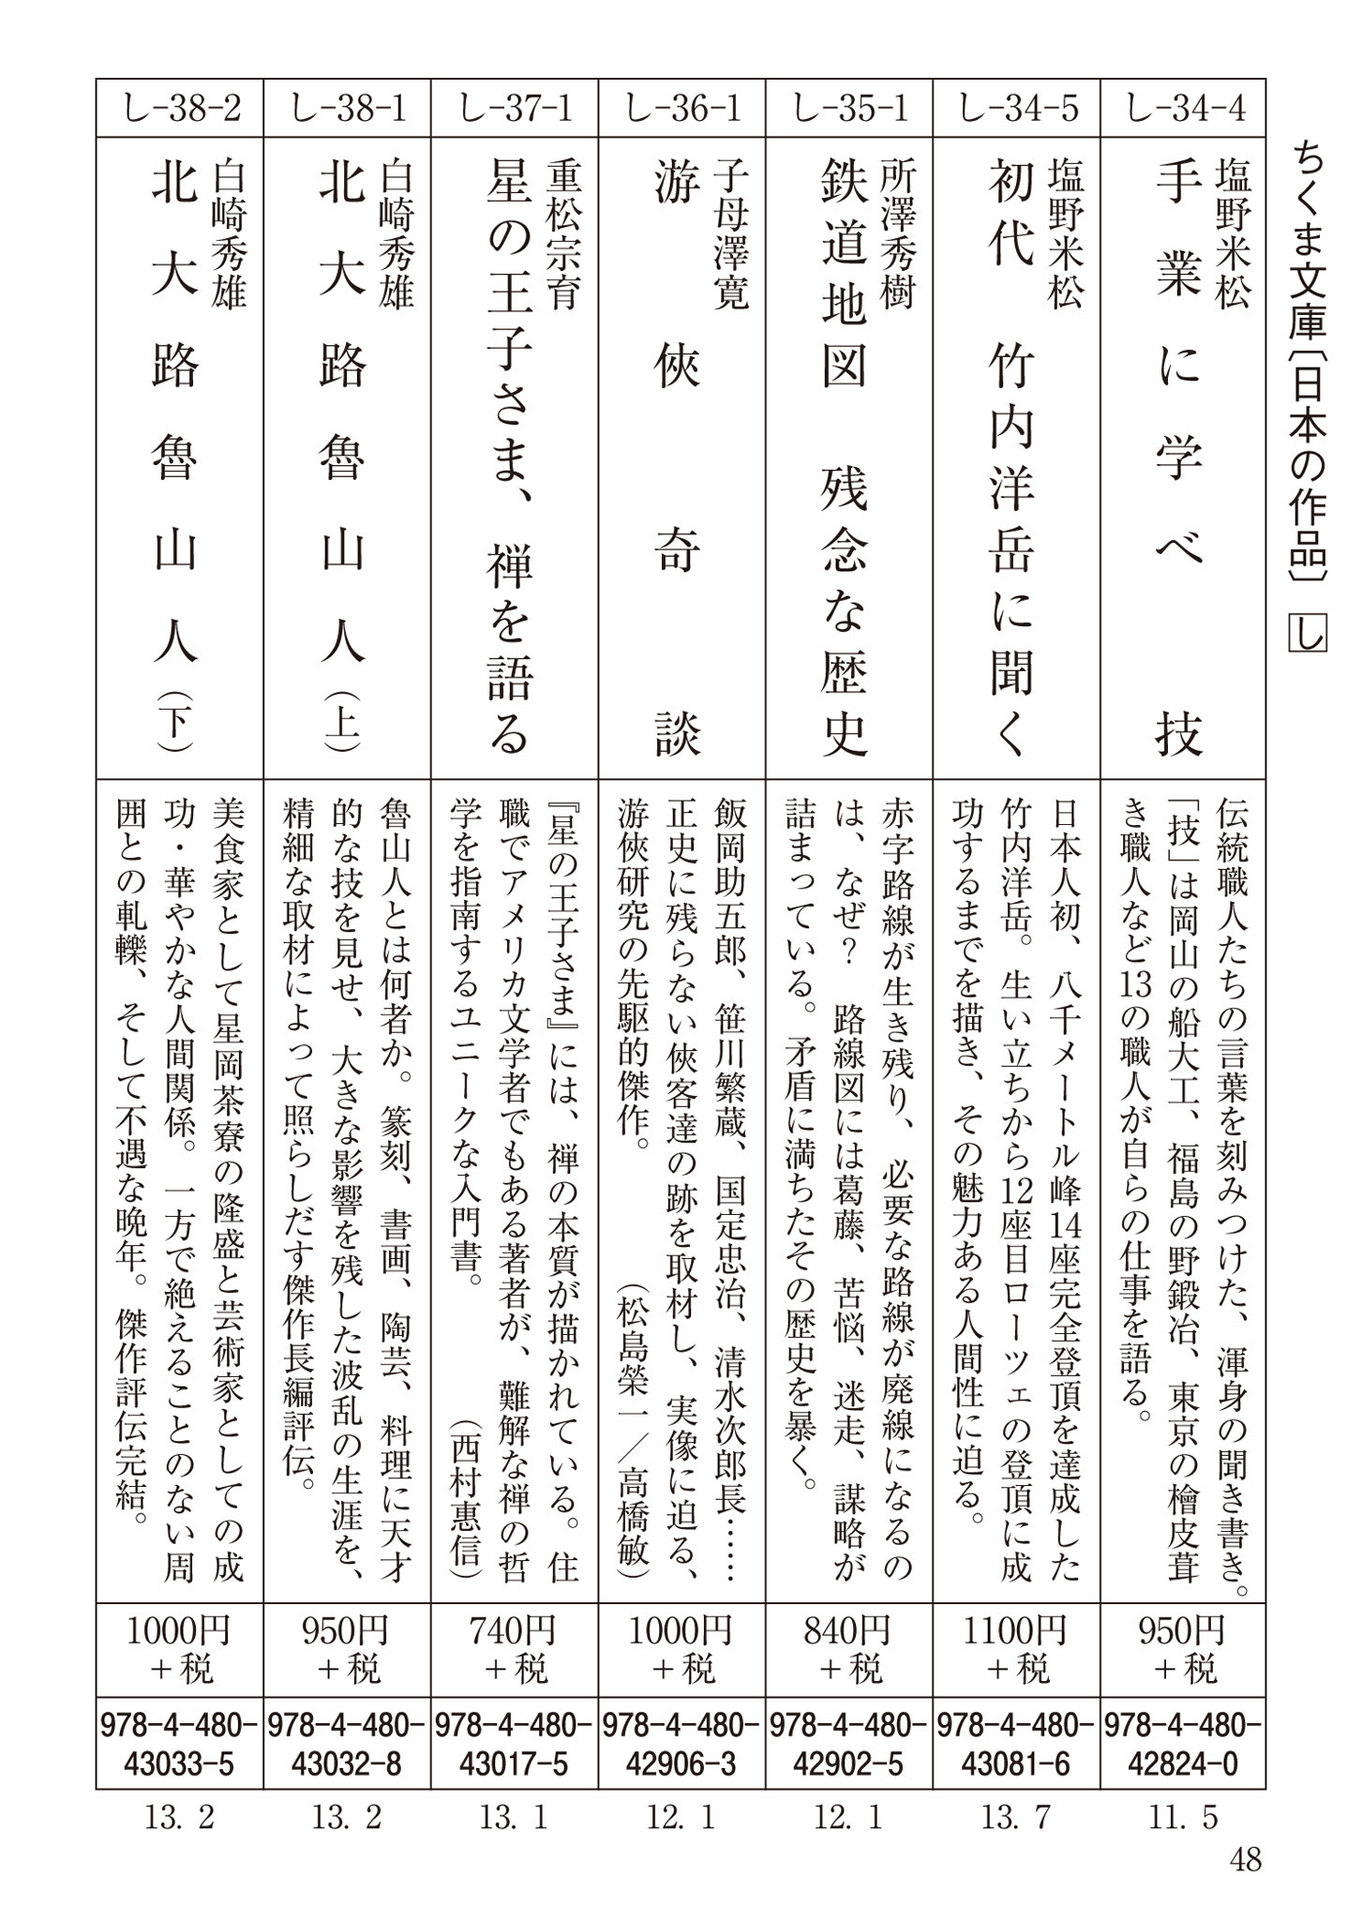 ちくま文庫〔日本の作品〕 し
し-34-4
塩野米松
手業に学べ 技
伝統職人たちの言葉を刻みつけた、渾身の聞き書き。
「技」は岡山の船大工、福島の野鍛冶、東京の檜皮葺
き職人など13の職人が自らの仕事を語る。
950円
+税
978-4-480-
42824-0
11. 5
し-34-5
塩野米松
初代 竹内洋岳に聞く
日本人初、八千メートル峰14座完全登頂を達成した
竹内洋岳。生い立ちから12座目ローツェの登頂に成
功するまでを描き、その魅力ある人間性に迫る。
1100円
+税
978-4-480-
43081-6
13. 7
し-35-1
所澤秀樹
鉄道地図 残念な歴史
赤字路線が生き残り、必要な路線が廃線になるの
は、なぜ? 路線図には葛藤、苦悩、迷走、謀略が
詰まっている。矛盾に満ちたその歴史を暴く。
840円
+税
978-4-480-
42902-5
12. 1
し-36-1
子母澤寛
游俠奇談
飯岡助五郎、笹川繁蔵、国定忠治、清水次郎長……
正史に残らない俠客達の跡を取材し、実像に迫る、
游俠研究の先駆的傑作。 (松島榮一/高橋敏)
1000円
+税
978-4-480-
42906-3
12. 1
し-37-1
重松宗育
星の王子さま、禅を語る
『星の王子さま』には、禅の本質が描かれている。住
職でアメリカ文学者でもある著者が、難解な禅の哲
学を指南するユニークな入門書。 (西村惠信)
740円
+税
978-4-480-
43017-5
13. 1
し-38-1
白崎秀雄
北大路魯山人(上)
魯山人とは何者か。篆刻、書画、陶芸、料理に天才
的な技を見せ、大きな影響を残した波乱の生涯を、
精細な取材によって照らしだす傑作長編評伝。
950円
+税
978-4-480-
43032-8
13. 2
し-38-2
白崎秀雄
北大路魯山人(下)
美食家として星岡茶寮の隆盛と芸術家としての成
功・華やかな人間関係。一方で絶えることのない周
囲との軋轢、そして不遇な晩年。傑作評伝完結。
1000円
+税
978-4-480-
43033-5
13. 2
48